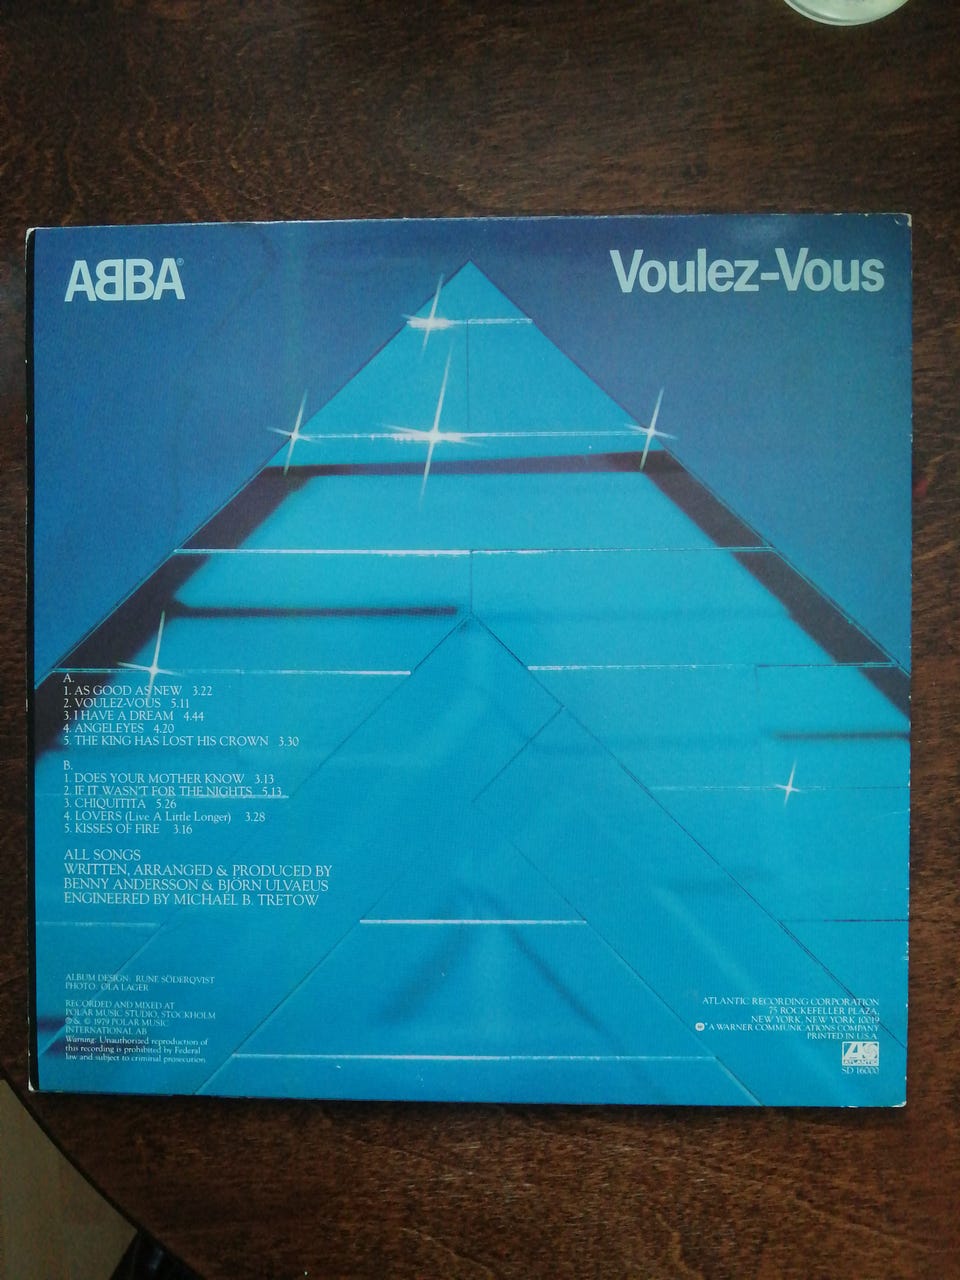 ABBA®
Voulez-Vous
A.
1. AS GOOD AS NEW 3.22
2. VOULEZ-VOUS 5.11
3. I HAVE A DREAM 4.44
4. ANGELEYES 4.20
5. THE KING HAS LOST HIS CROWN 3.30
B.
1. DOES YOUR MOTHER KNOW 3.13
2. IF IT WASN'T FOR THE NIGHTS 5.13
3. CHIQUITITA 5.26
4. LOVERS (Live A Little Longer) 3.28
5. KISSES OF FIRE 3.16
ALL SONGS
WRITTEN, ARRANGED & PRODUCED BY
BENNY ANDERSSON & BJÖRN ULVAEUS
ENGINEERED BY MICHAEL B. TRETOW
ALBUM DESIGN: RUNE SÖDERQVIST
PHOTO: OLA LAGER
RECORDED AND MIXED AT
POLAR MUSIC STUDIO, STOCKHOLM
℗ & © 1979 POLAR MUSIC
INTERNATIONAL AB
Warning: Unauthorized reproduction of
this recording is prohibited by Federal
law and subject to criminal prosecution.
ATLANTIC RECORDING CORPORATION
75 ROCKEFELLER PLAZA,
NEW YORK, NEW YORK 10019
A WARNER COMMUNICATIONS COMPANY
PRINTED IN U.S.A.
ATLANTIC
SD 16000